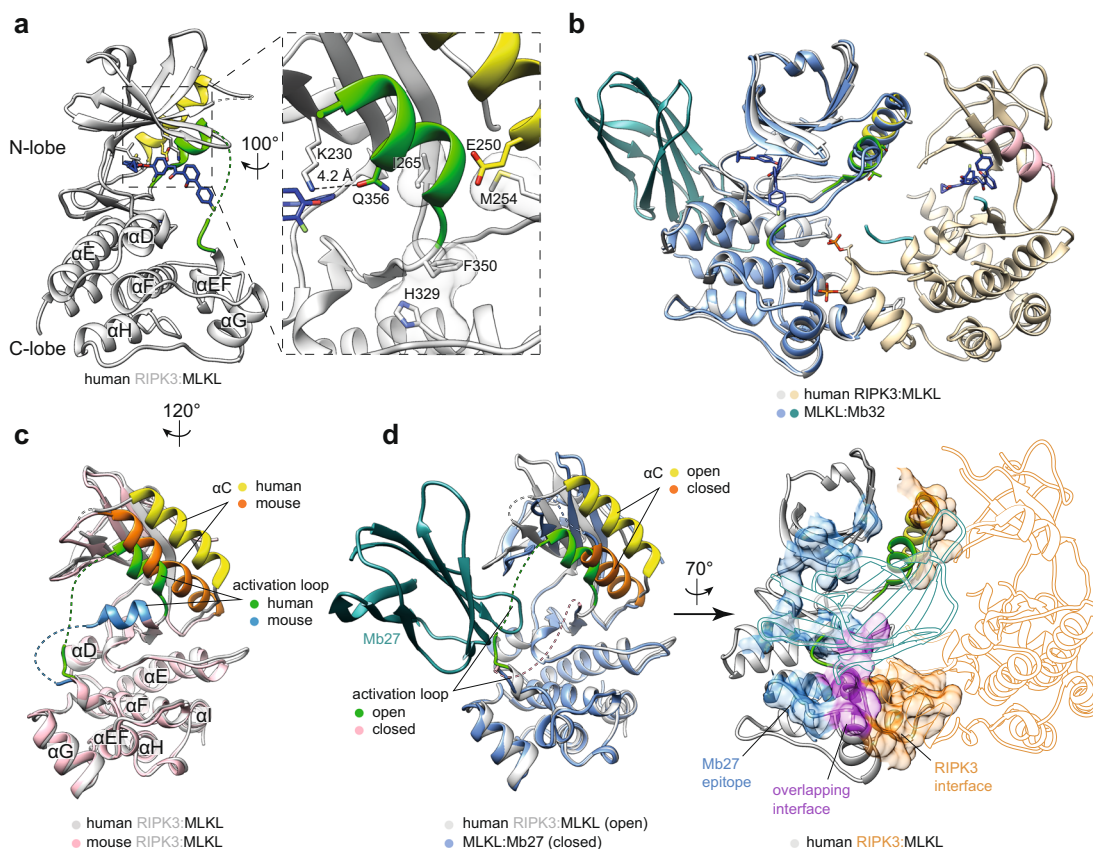 a
N-lobe
C-lobe
αD
αE
αF
αEF
αH
αG
100°
K230
4.2 Å
Q356
I265
E250
M254
F350
H329
human RIPK3:MLKL
b
human RIPK3:MLKL
MLKL:Mb32
120°
c
αC
human
mouse
activation loop
human
mouse
αD
αE
αF
αI
αG
αEF
αH
human RIPK3:MLKL
mouse RIPK3:MLKL
d
αC
open
closed
Mb27
activation loop
open
closed
human RIPK3:MLKL (open)
MLKL:Mb27 (closed)
70°
Mb27
epitope
overlapping
interface
RIPK3
interface
human RIPK3:MLKL